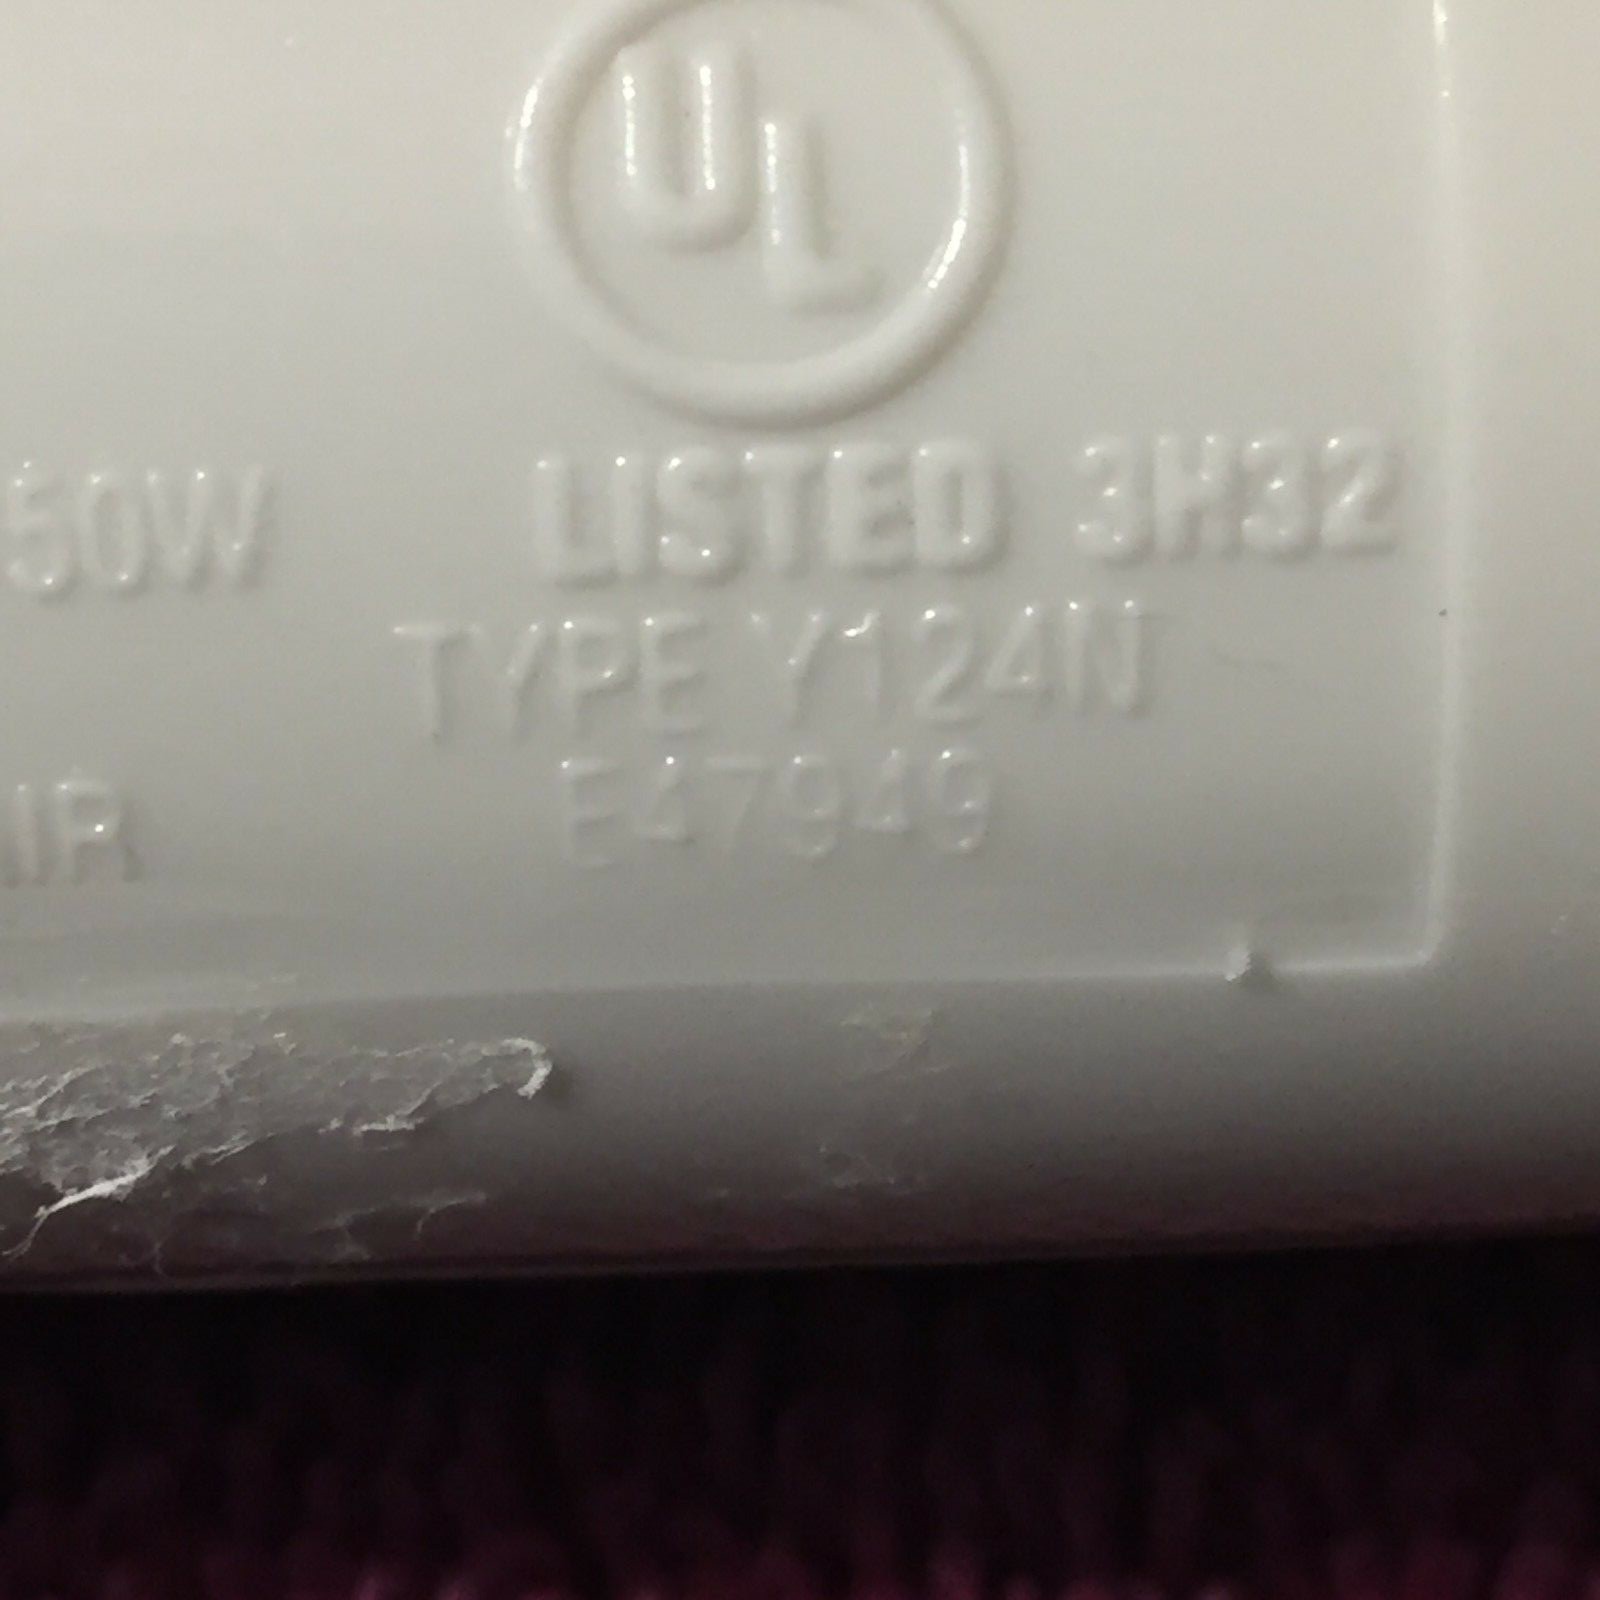 UL
50W LISTED 3H32
TYPE Y124N
E47949
IR